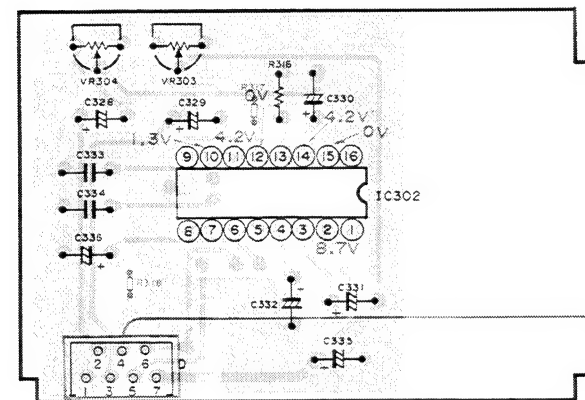 VR304
VR303
R316
C328
C329
C330
0V
4.2V
1.3V
4.2V
0V
C333
9 10 11 12 13 14 15 16
C334
IC302
8 7 6 5 4 3 2 1
8.7V
C336
R318
C331
C332
C335
2 4 6
1 3 5 7